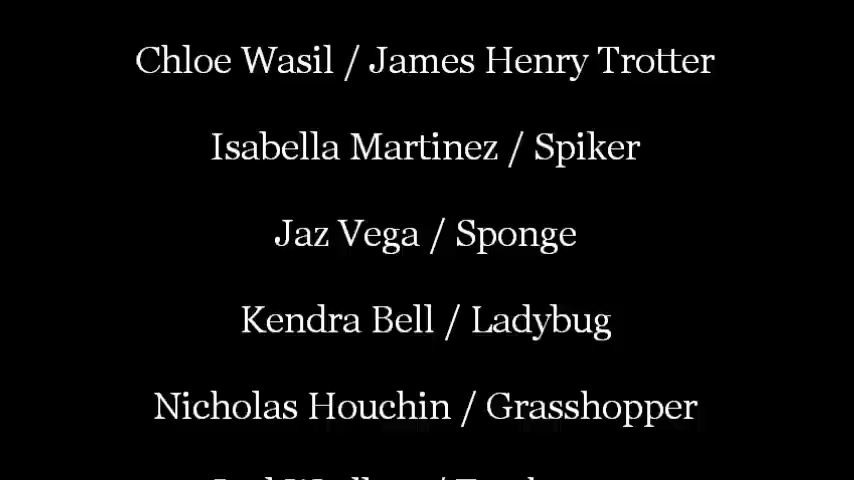 Chloe Wasil / James Henry Trotter
Isabella Martinez / Spiker
Jaz Vega / Sponge
Kendra Bell / Ladybug
Nicholas Houchin / Grasshopper